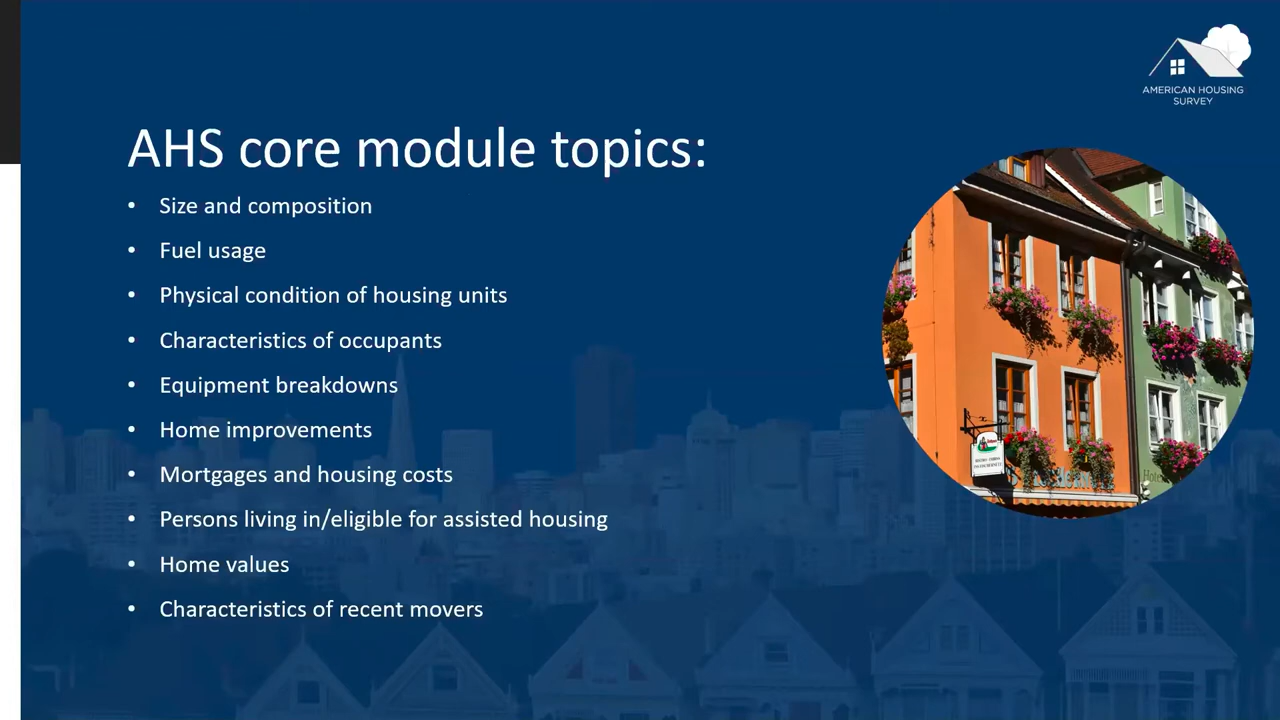 AMERICAN HOUSING
SURVEY
AHS core module topics:
• Size and composition
• Fuel usage
• Physical condition of housing units
• Characteristics of occupants
• Equipment breakdowns
• Home improvements
• Mortgages and housing costs
• Persons living in/eligible for assisted housing
• Home values
• Characteristics of recent movers